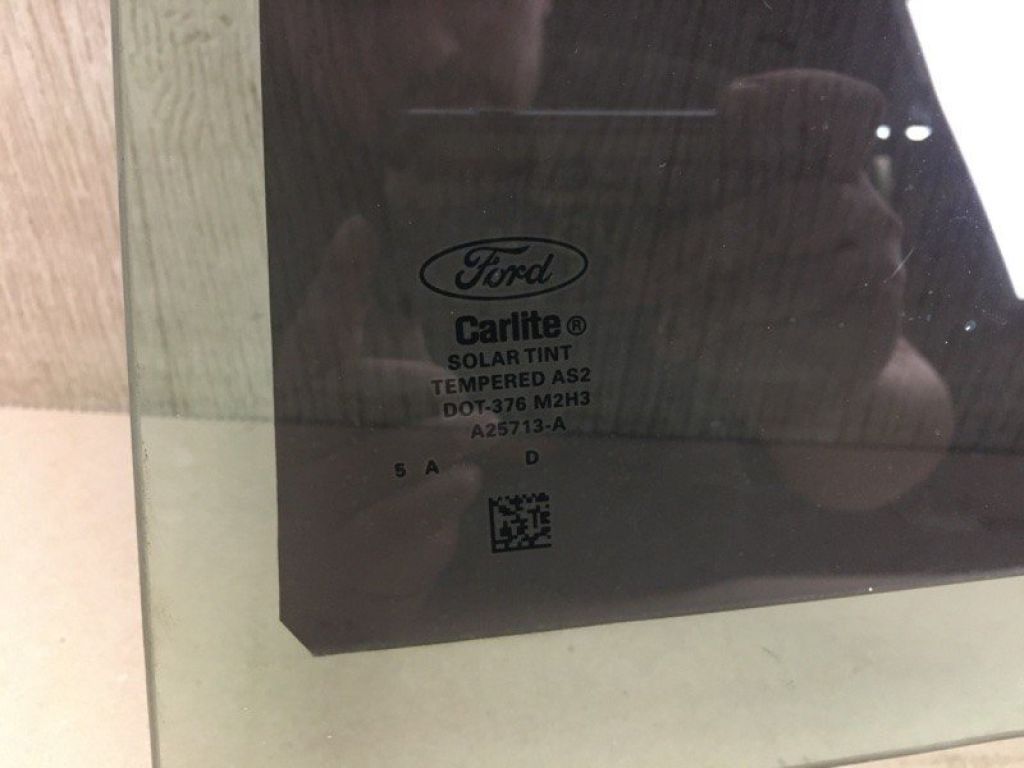 Ford
Carlite®
SOLAR TINT
TEMPERED AS2
DOT-376 M2H3
A25713-A
5 A D